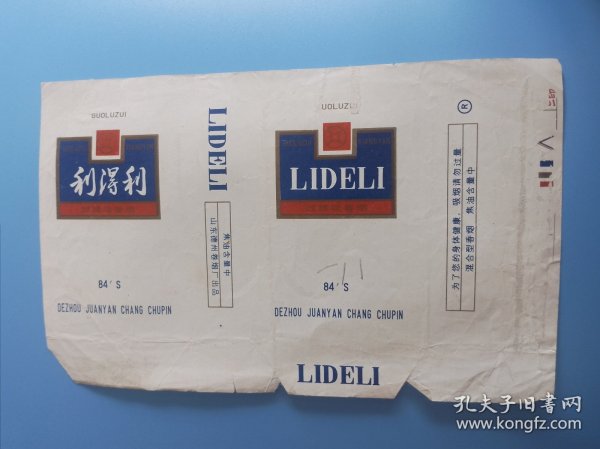 GUOLUZUI
利得利
84'S
DEZHOU JUANYAN CHANG CHUPIN
LIDELI
焦油含量中
山东德州卷烟厂出品
UOLUZUI
LIDELI
84'S
DEZHOU JUANYAN CHANG CHUPIN
LIDELI
®
为了您的身体健康，吸烟请勿过量
混合型香烟 焦油含量中
孔夫子旧书网
www.kongfz.com